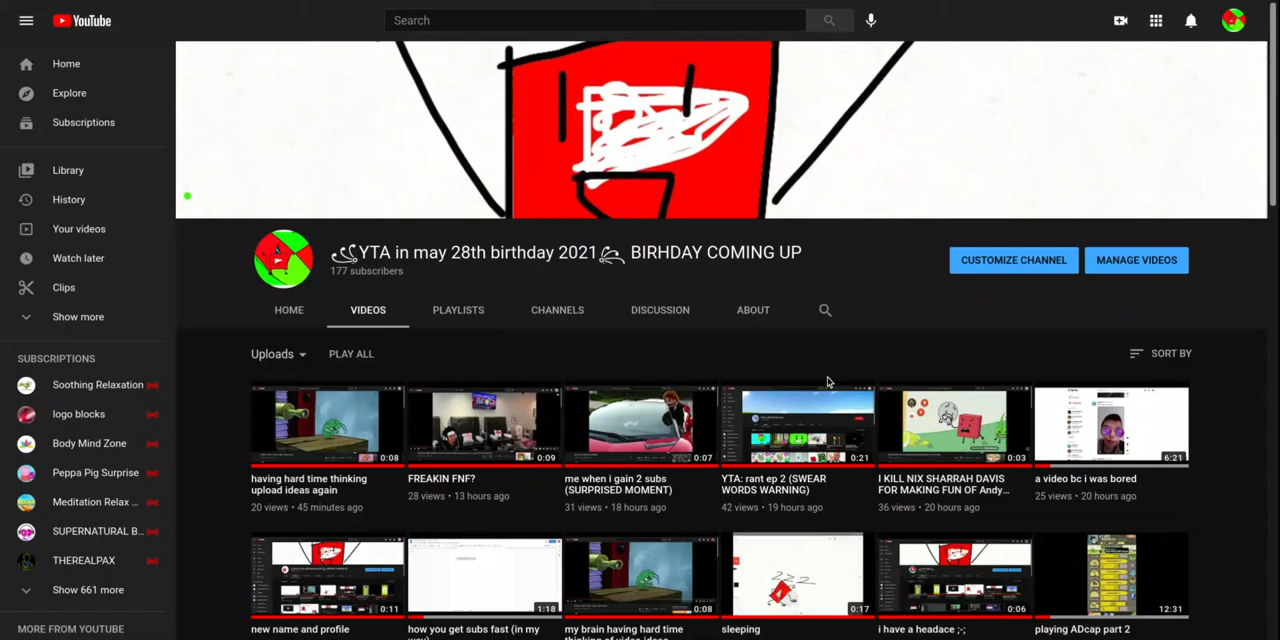 YouTube
Search
Home
Explore
Subscriptions
Library
History
Your videos
Watch later
Clips
Show more
SUBSCRIPTIONS
Soothing Relaxation
logo blocks
Body Mind Zone
Peppa Pig Surprise
Meditation Relax ...
SUPERNATURAL B...
THEREALPAX
Show 661 more
MORE FROM YOUTUBE
YTA in may 28th birthday 2021 BIRHDAY COMING UP
177 subscribers
CUSTOMIZE CHANNEL
MANAGE VIDEOS
HOME
VIDEOS
PLAYLISTS
CHANNELS
DISCUSSION
ABOUT
Uploads
PLAY ALL
SORT BY
0:08
having hard time thinking
upload ideas again
20 views • 45 minutes ago
0:09
FREAKIN FNF?
28 views • 13 hours ago
0:07
me when i gain 2 subs
(SURPRISED MOMENT)
31 views • 18 hours ago
0:21
YTA: rant ep 2 (SWEAR
WORDS WARNING)
42 views • 19 hours ago
0:03
I KILL NIX SHARRAH DAVIS
FOR MAKING FUN OF Andy...
36 views • 20 hours ago
6:21
a video bc i was bored
25 views • 20 hours ago
0:11
new name and profile
1:18
how you get subs fast (in my
way)
0:08
my brain having hard time
thinking of video ideas
zzz
0:17
sleeping
0:06
i have a headace ;-;
12:31
playing ADcap part 2